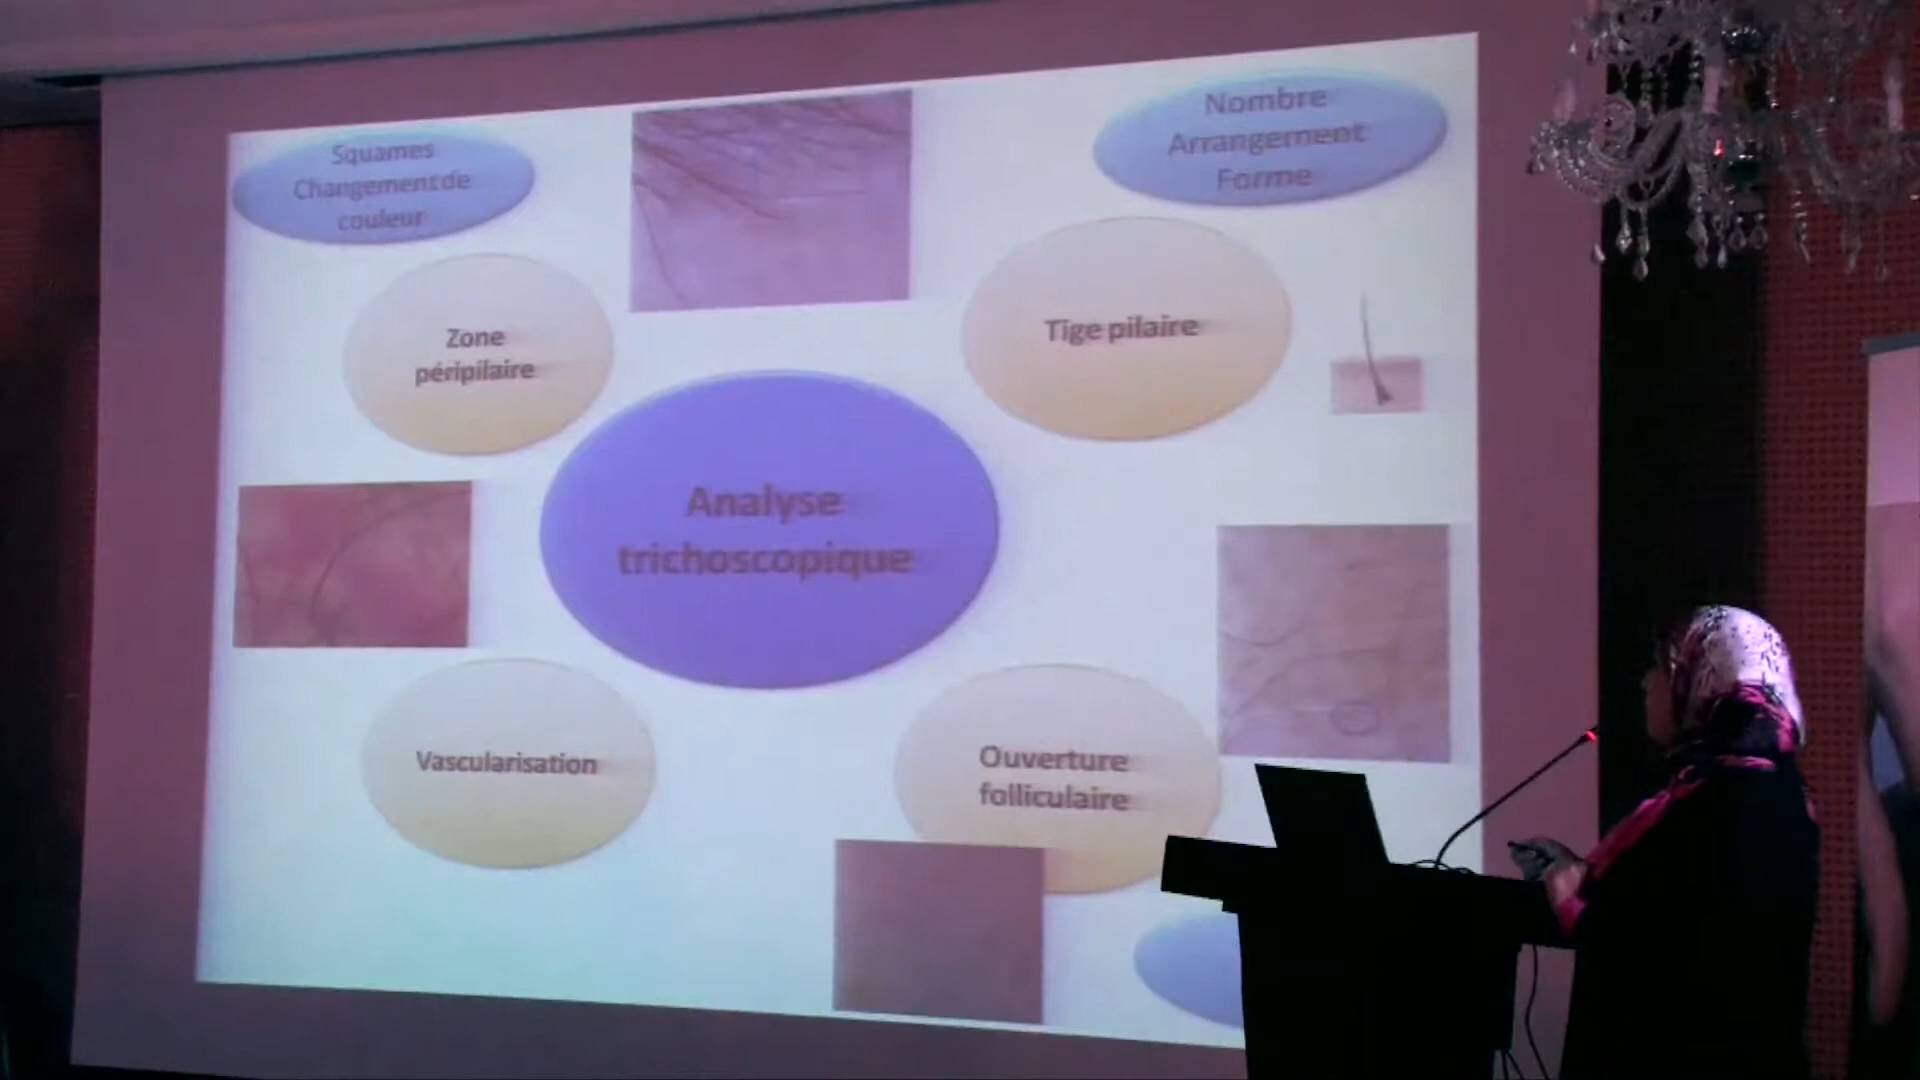 Squames
Changement de
couleur
Nombre
Arrangement
Forme
Zone
péripilaire
Tige pilaire
Analyse
trichoscopique
Vascularisation
Ouverture
folliculaire